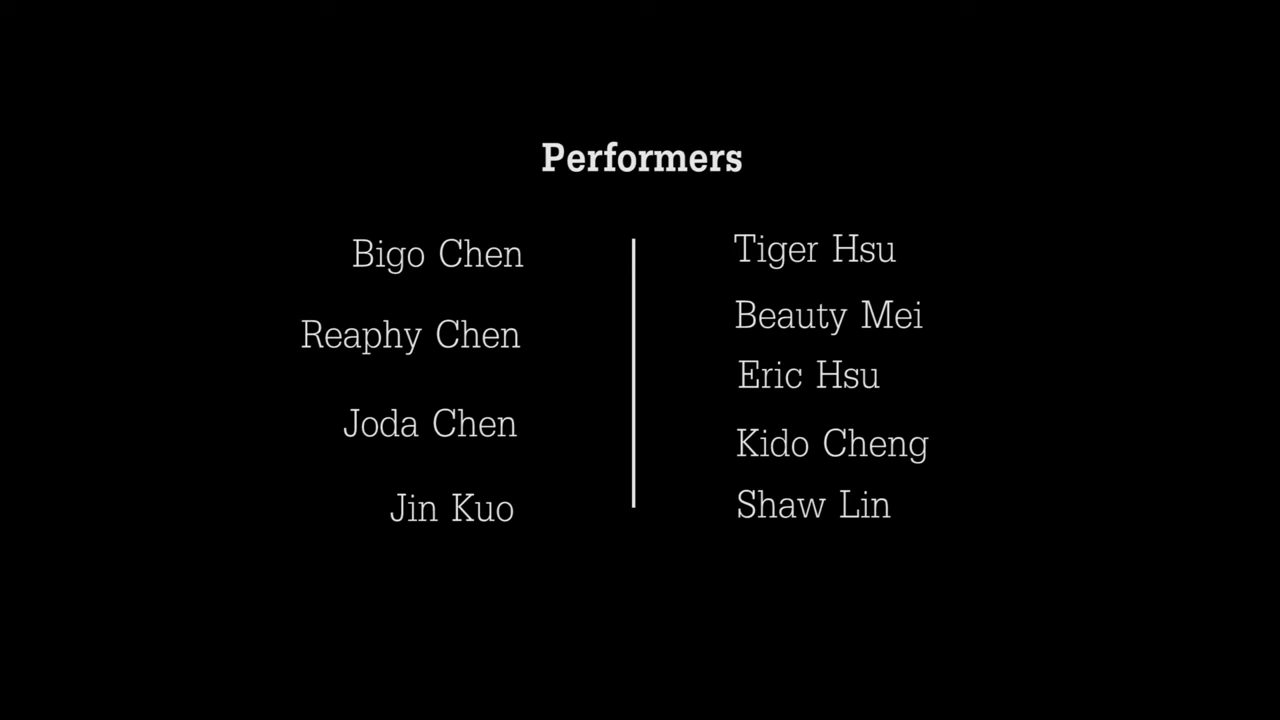 Performers
Bigo Chen
Reaphy Chen
Joda Chen
Jin Kuo
Tiger Hsu
Beauty Mei
Eric Hsu
Kido Cheng
Shaw Lin